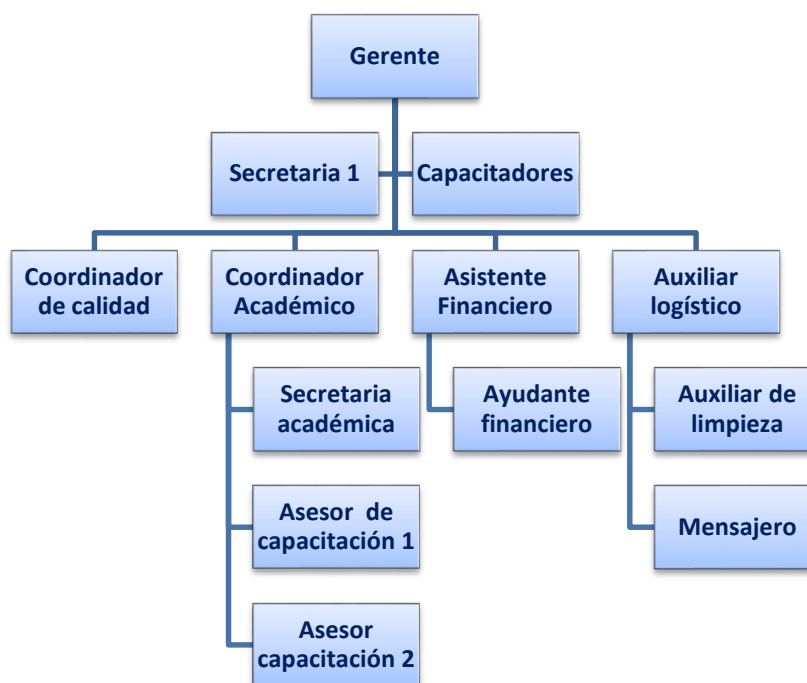 Gerente
Secretaria 1
Capacitadores
Coordinador
de calidad
Coordinador
Académico
Asistente
Financiero
Auxiliar
logístico
Secretaria
académica
Ayudante
financiero
Auxiliar de
limpieza
Asesor de
capacitación 1
Mensajero
Asesor
capacitación 2